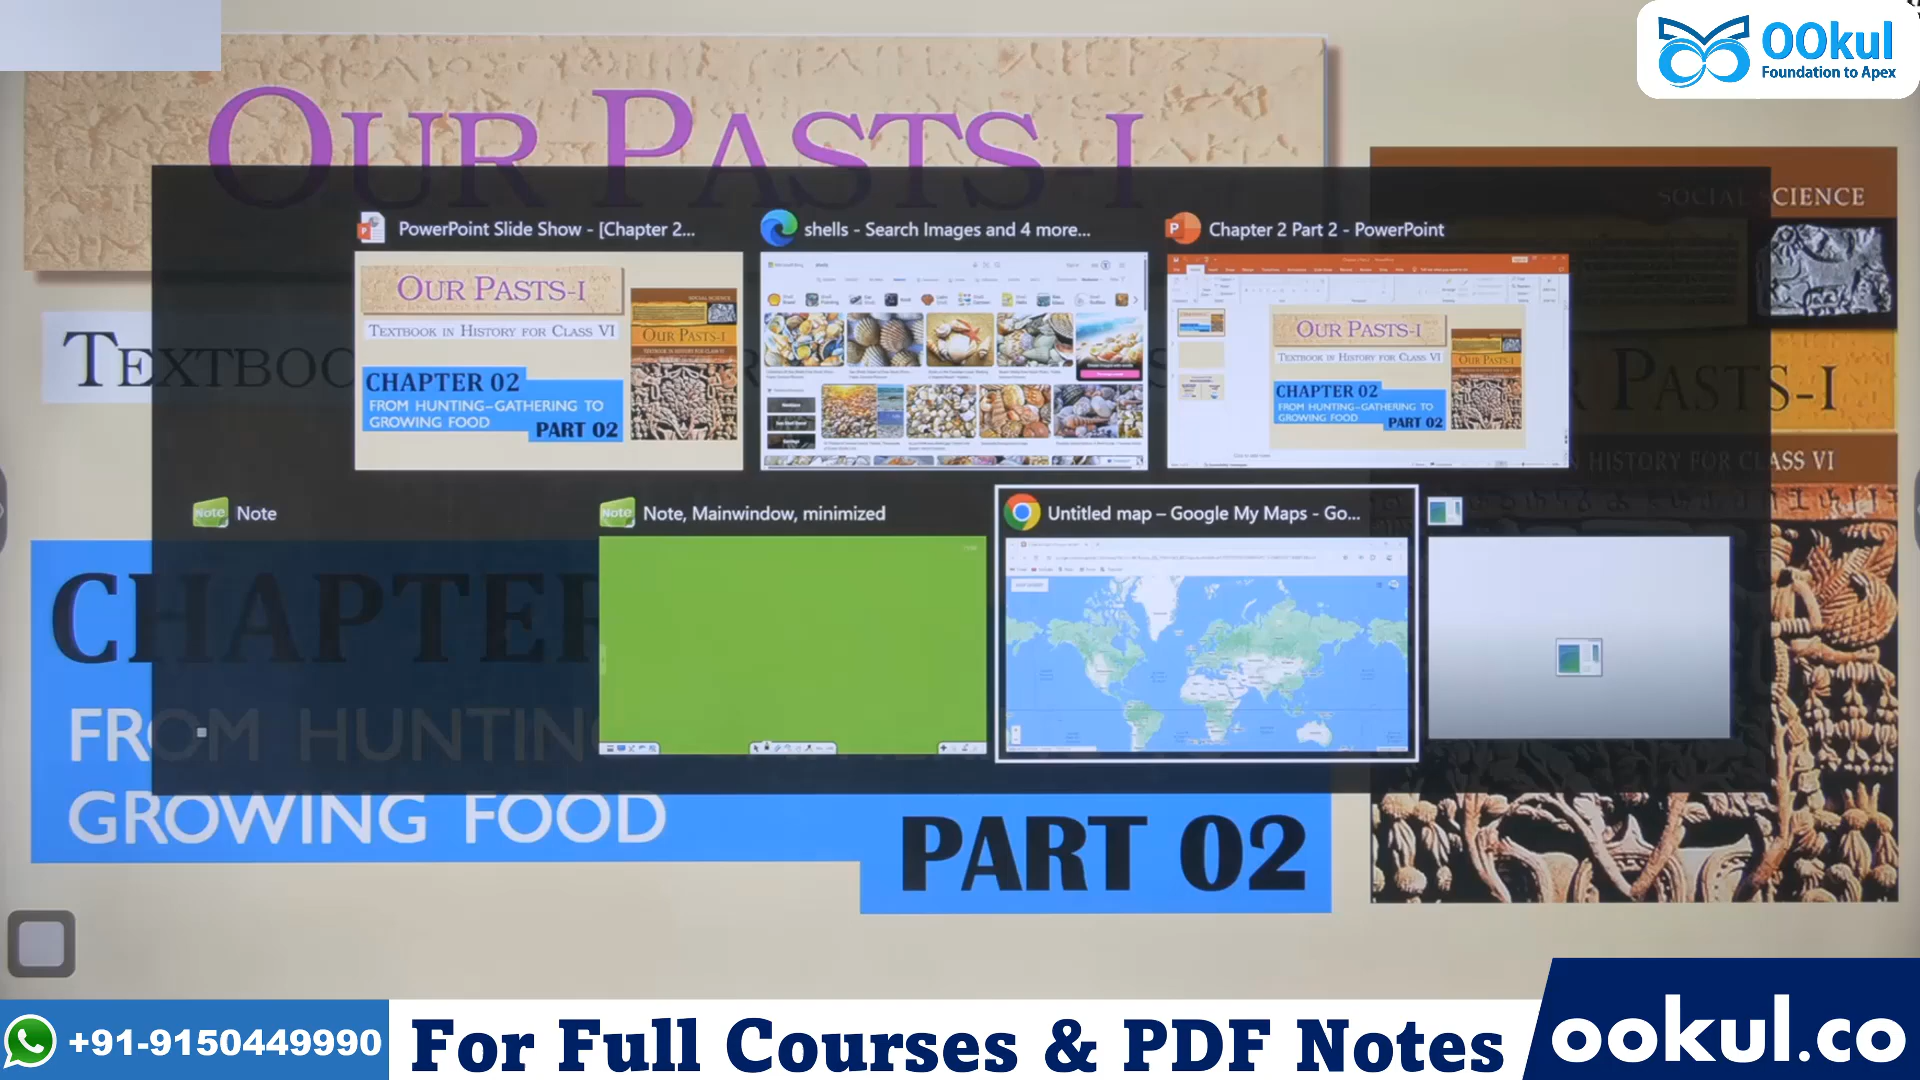 OOkul
Foundation to Apex
OUR PASTS-I
SOCIAL SCIENCE
PowerPoint Slide Show - [Chapter 2...
shells - Search Images and 4 more...
Chapter 2 Part 2 - PowerPoint
OUR PASTS-I
TEXTBOOK IN HISTORY FOR CLASS VI
CHAPTER 02
FROM HUNTING–GATHERING TO
GROWING FOOD
PART 02
OUR PASTS-I
TEXTBOOK IN HISTORY FOR CLASS VI
CHAPTER 02
FROM HUNTING–GATHERING TO
GROWING FOOD
PART 02
TEXTBOO
PASTS-I
IN HISTORY FOR CLASS VI
Note
Note, Mainwindow, minimized
Untitled map – Google My Maps - Go...
CHAPTER
FROM HUNTING
GROWING FOOD
PART 02
+91-9150449990
For Full Courses & PDF Notes
ookul.co